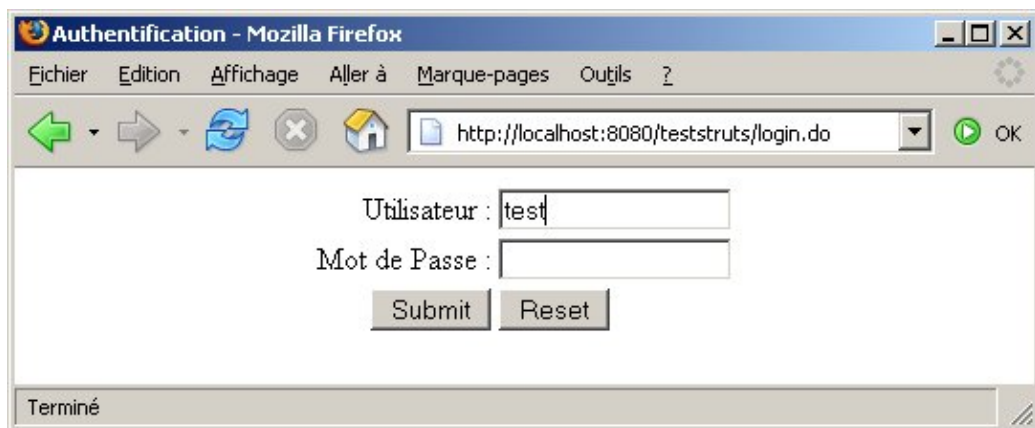 Authentification - Mozilla Firefox
Fichier Edition Affichage Aller à Marque-pages Outils ?
http://localhost:8080/teststruts/login.do OK
Utilisateur : test
Mot de Passe :
Submit Reset
Terminé